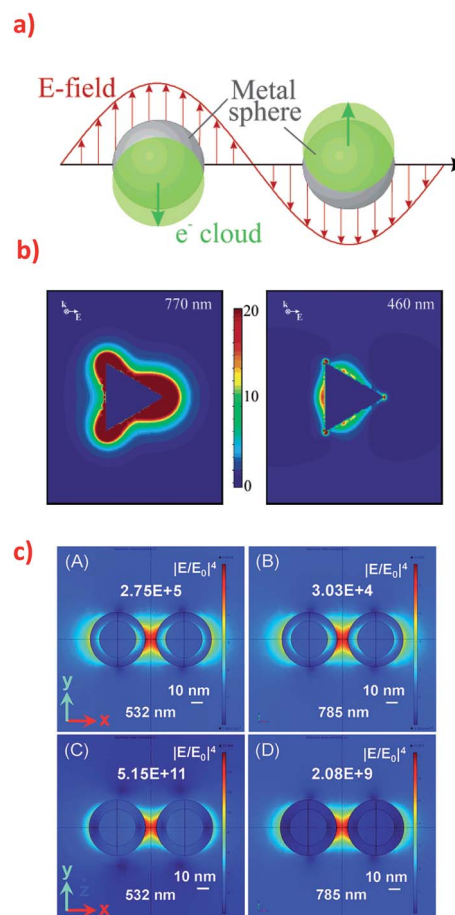 a)
E-field
Metal
sphere
e⁻ cloud
b)
k
E
770 nm
20
10
0
k
E
460 nm
c)
(A)
|E/E₀|⁴
2.75E+5
10 nm
532 nm
y
x
(B)
|E/E₀|⁴
3.03E+4
10 nm
785 nm
(C)
|E/E₀|⁴
5.15E+11
10 nm
532 nm
y
z
x
(D)
|E/E₀|⁴
2.08E+9
10 nm
785 nm